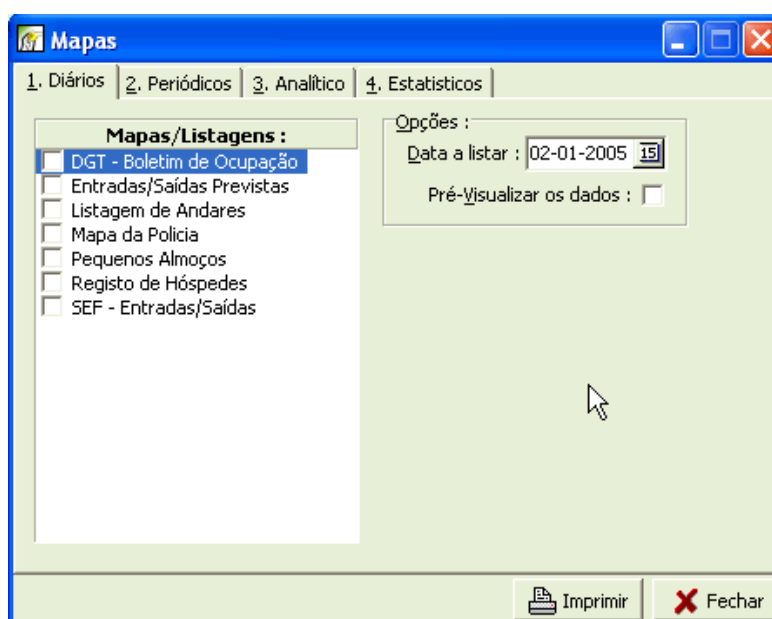 Mapas
1. Diários 2. Periódicos 3. Analítico 4. Estatisticos
Mapas/Listagens :
DGT - Boletim de Ocupação
Entradas/Saídas Previstas
Listagem de Andares
Mapa da Policia
Pequenos Almoços
Registo de Hóspedes
SEF - Entradas/Saídas
Opções :
Data a listar : 02-01-2005 15
Pré-Visualizar os dados :
Imprimir Fechar